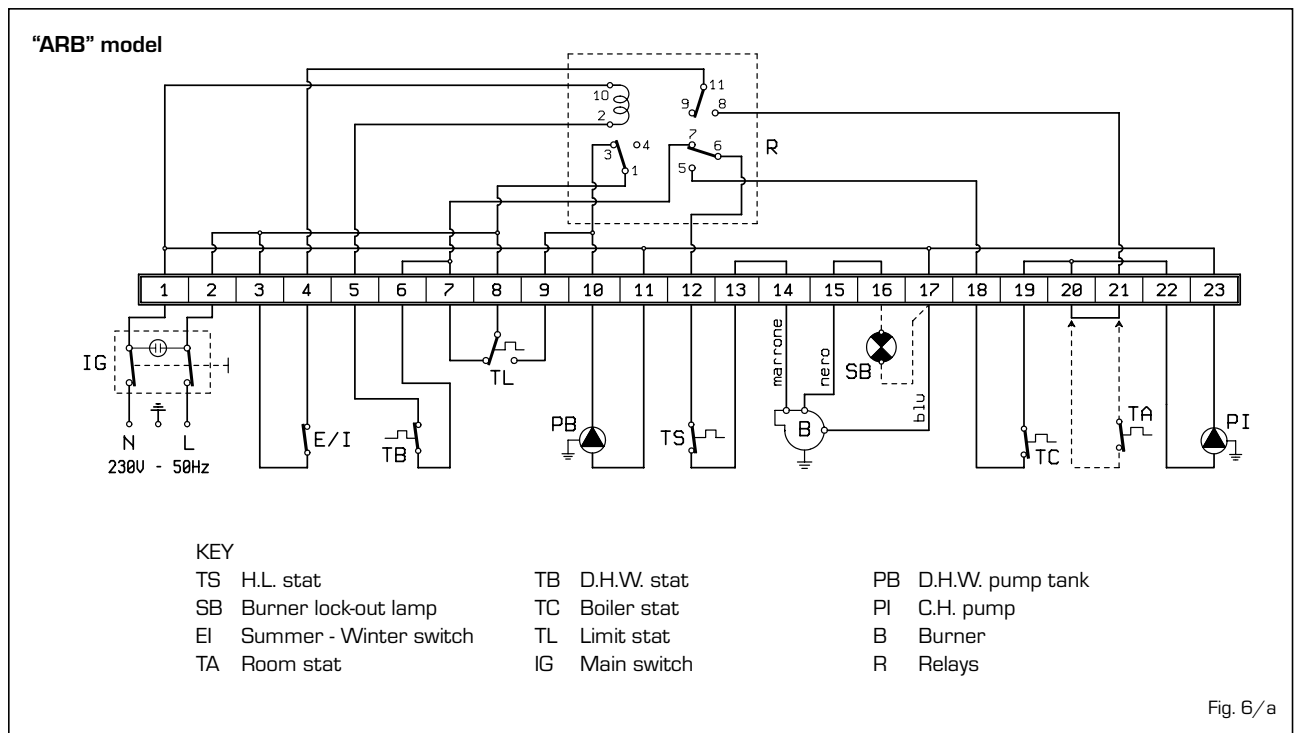 “ARB” model
10
2
3
4
1
11
9
8
7
6
5
R
1 2 3 4 5 6 7 8 9 10 11 12 13 14 15 16 17 18 19 20 21 22 23
IG
N
L
230V - 50Hz
E/I
TB
TL
PB
TS
marrone
nero
B
SB
blu
TC
TA
PI
KEY
TS H.L. stat
SB Burner lock-out lamp
EI Summer - Winter switch
TA Room stat
TB D.H.W. stat
TC Boiler stat
TL Limit stat
IG Main switch
PB D.H.W. pump tank
PI C.H. pump
B Burner
R Relays
Fig. 6/a